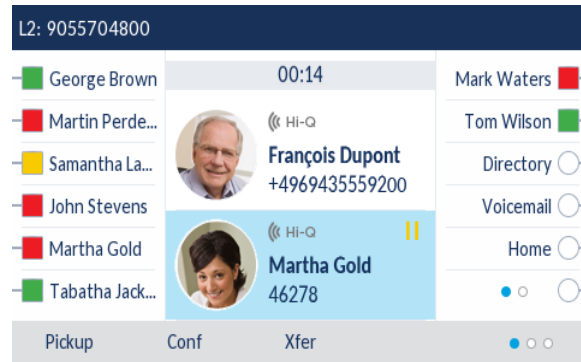 L2: 9055704800
George Brown
Martin Perde...
Samantha La...
John Stevens
Martha Gold
Tabatha Jack...
00:14
Hi-Q
François Dupont
+4969435559200
Hi-Q
Martha Gold
46278
Mark Waters
Tom Wilson
Directory
Voicemail
Home
Pickup Conf Xfer